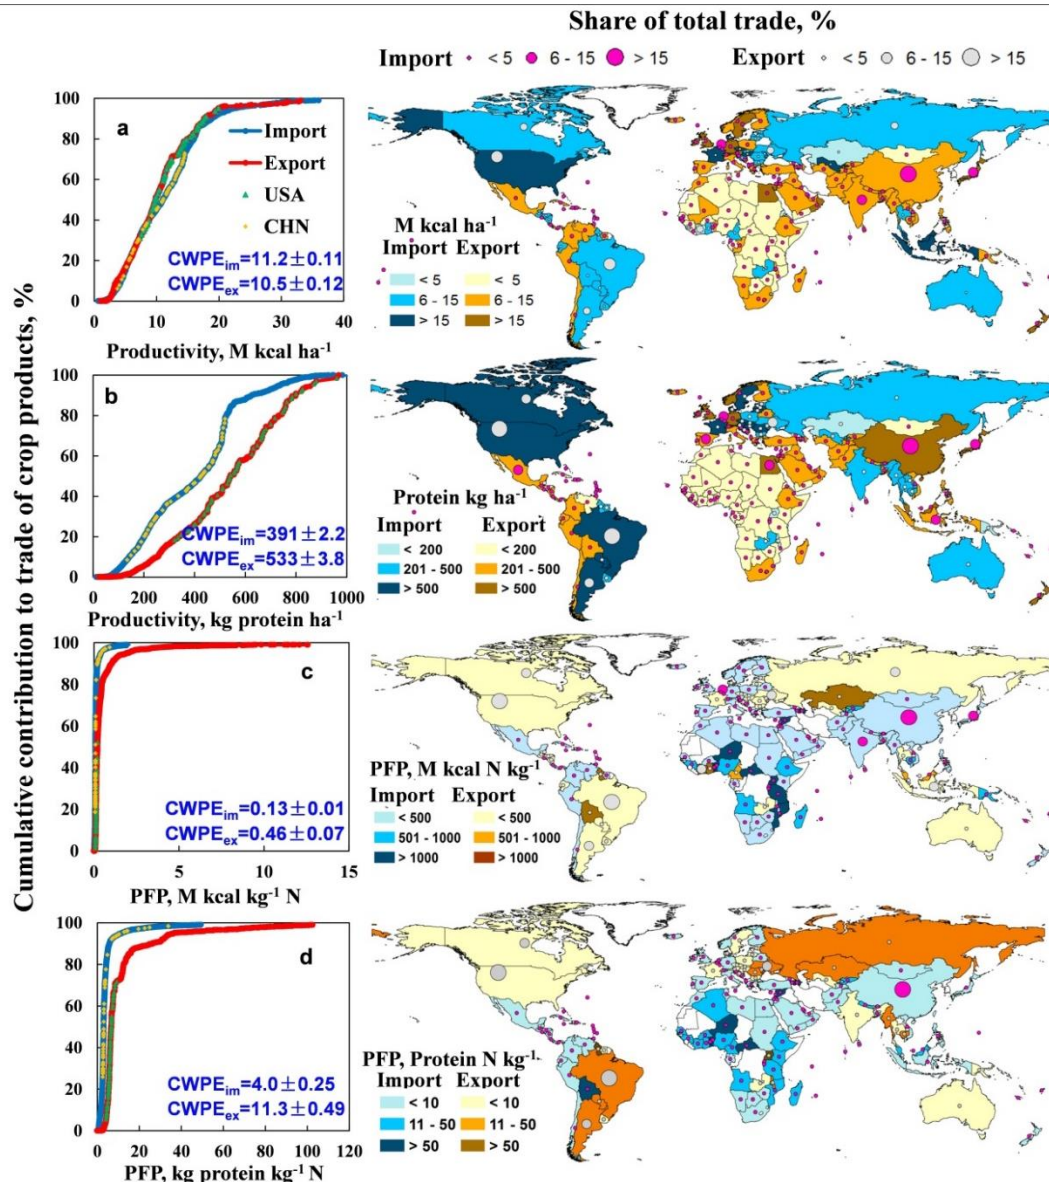 Share of total trade, %
Import < 5 6 - 15 > 15 Export < 5 6 - 15 > 15
Cumulative contribution to trade of crop products, %
a
100
80
60
40
20
0
Import
Export
USA
CHN
CWPEim=11.2±0.11
CWPEex=10.5±0.12
0 10 20 30 40
Productivity, M kcal ha-1
M kcal ha-1
Import Export
< 5 < 5
6 - 15 6 - 15
> 15 > 15
b
100
80
60
40
20
0
CWPEim=391±2.2
CWPEex=533±3.8
0 200 400 600 800 1000
Productivity, kg protein ha-1
Protein kg ha-1
Import Export
< 200 < 200
201 - 500 201 - 500
> 500 > 500
c
100
80
60
40
20
0
CWPEim=0.13±0.01
CWPEex=0.46±0.07
0 5 10 15
PFP, M kcal kg-1 N
PFP, M kcal N kg-1
Import Export
< 500 < 500
501 - 1000 501 - 1000
> 1000 > 1000
d
100
80
60
40
20
0
CWPEim=4.0±0.25
CWPEex=11.3±0.49
0 20 40 60 80 100 120
PFP, kg protein kg-1 N
PFP, Protein N kg-1.
Import Export
< 10 < 10
11 - 50 11 - 50
> 50 > 50